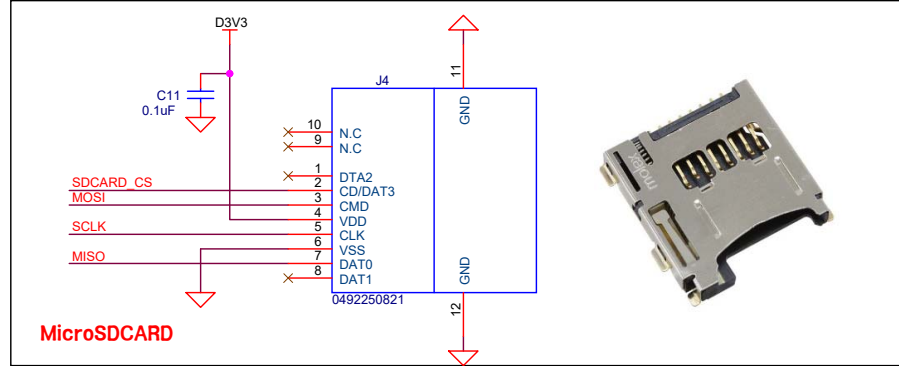 D3V3
C11
0.1uF
J4
11
GND
10 N.C
9 N.C
1 DTA2
SDCARD_CS 2 CD/DAT3
MOSI 3 CMD
4 VDD
SCLK 5 CLK
6 VSS
MISO 7 DAT0
8 DAT1
GND
12
0492250821
MicroSDCARD
molex